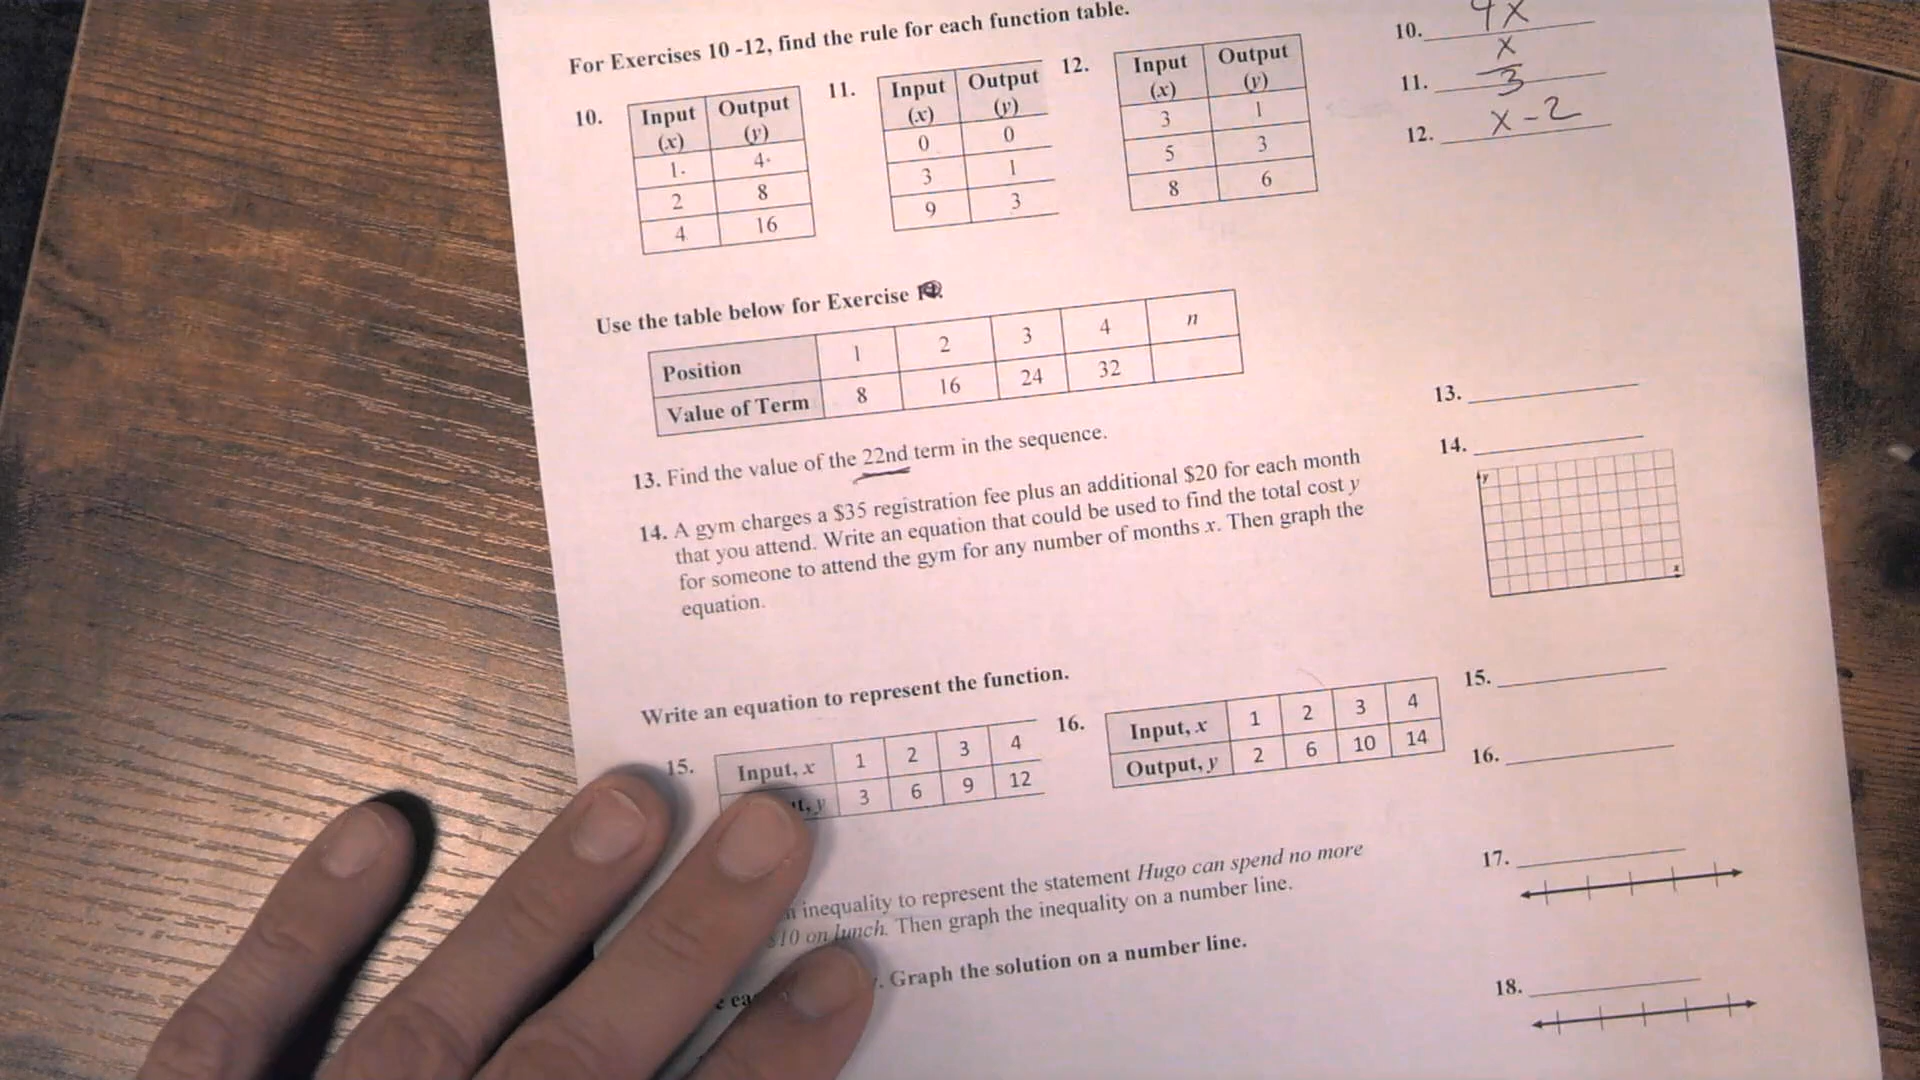 For Exercises 10 -12, find the rule for each function table.
10. 4x
11. x/3
12. x - 2
10.
Input (x) Output (y)
1. 4.
2 8
4 16
11.
Input (x) Output (y)
0 0
3 1
9 3
12.
Input (x) Output (y)
3 1
5 3
8 6
Use the table below for Exercise
Position 1 2 3 4 n
Value of Term 8 16 24 32
13. Find the value of the 22nd term in the sequence.
13.
14. A gym charges a $35 registration fee plus an additional $20 for each month
that you attend. Write an equation that could be used to find the total cost y
for someone to attend the gym for any number of months x. Then graph the
equation.
14.
y
x
Write an equation to represent the function.
15.
Input, x 1 2 3 4
t, y 3 6 9 12
16.
Input, x 1 2 3 4
Output, y 2 6 10 14
15.
16.
inequality to represent the statement Hugo can spend no more
$10 on lunch. Then graph the inequality on a number line.
17.
. Graph the solution on a number line.
18.